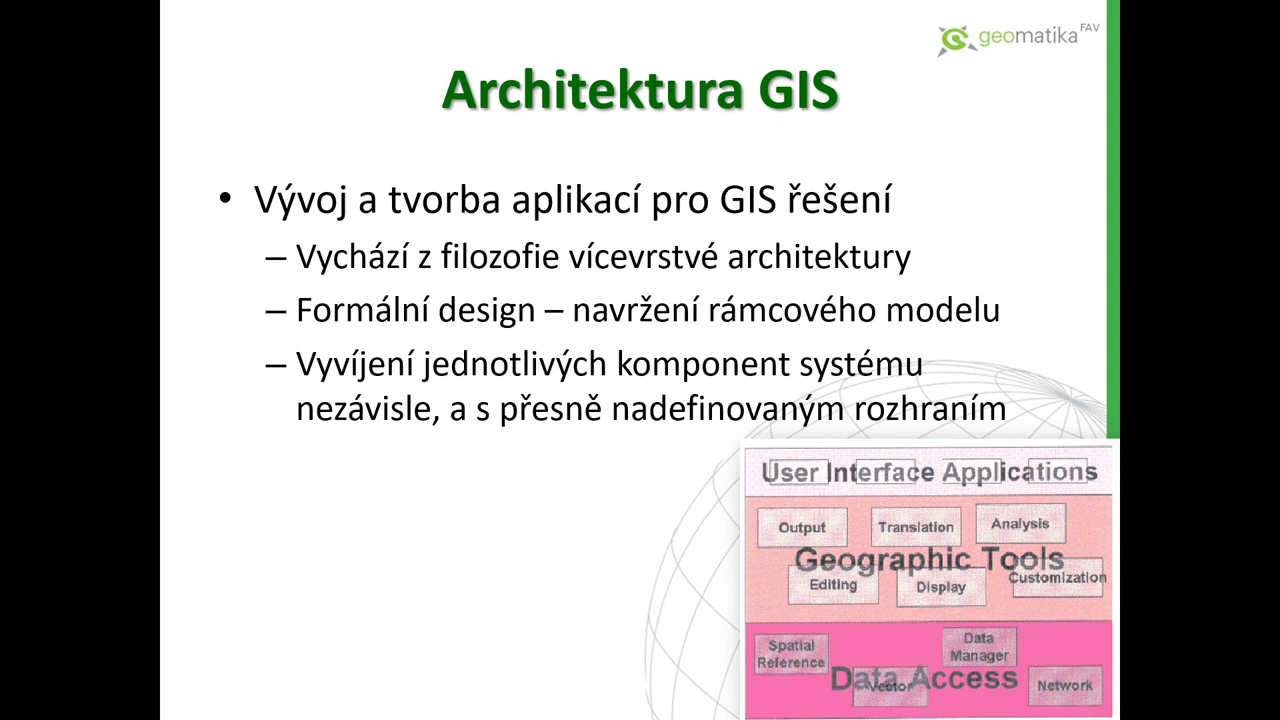 geomatika FAV
Architektura GIS
• Vývoj a tvorba aplikací pro GIS řešení
– Vychází z filozofie vícevrstvé architektury
– Formální design – navržení rámcového modelu
– Vyvíjení jednotlivých komponent systému
nezávisle, a s přesně nadefinovaným rozhraním
User Interface Applications
Output Translation Analysis
Geographic Tools
Editing Display Customization
Spatial
Reference
Data
Manager
Data Access
Vector
Network